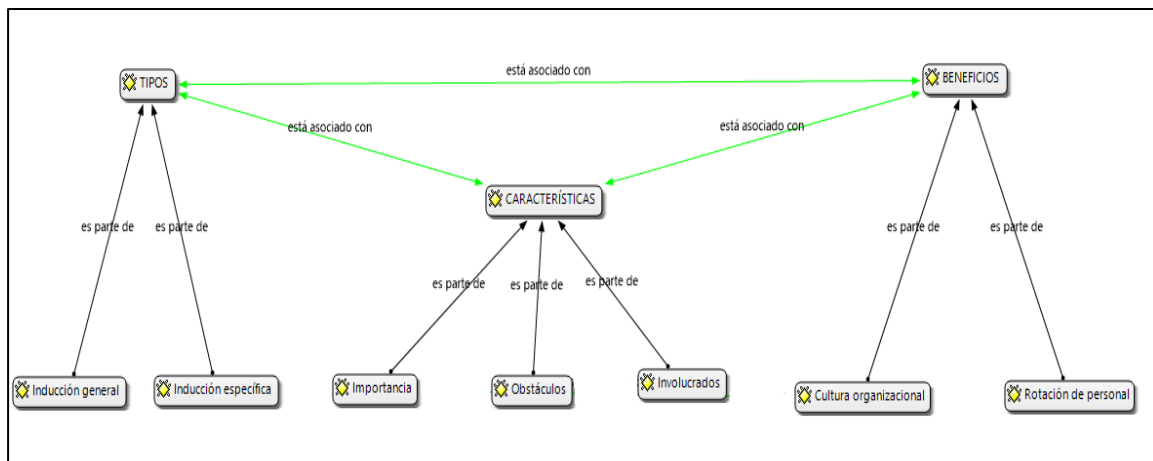 está asociado con
TIPOS
BENEFICIOS
está asociado con
está asociado con
CARACTERÍSTICAS
es parte de
es parte de
es parte de
es parte de
es parte de
es parte de
es parte de
Inducción general
Inducción específica
Importancia
Obstáculos
Involucrados
Cultura organizacional
Rotación de personal